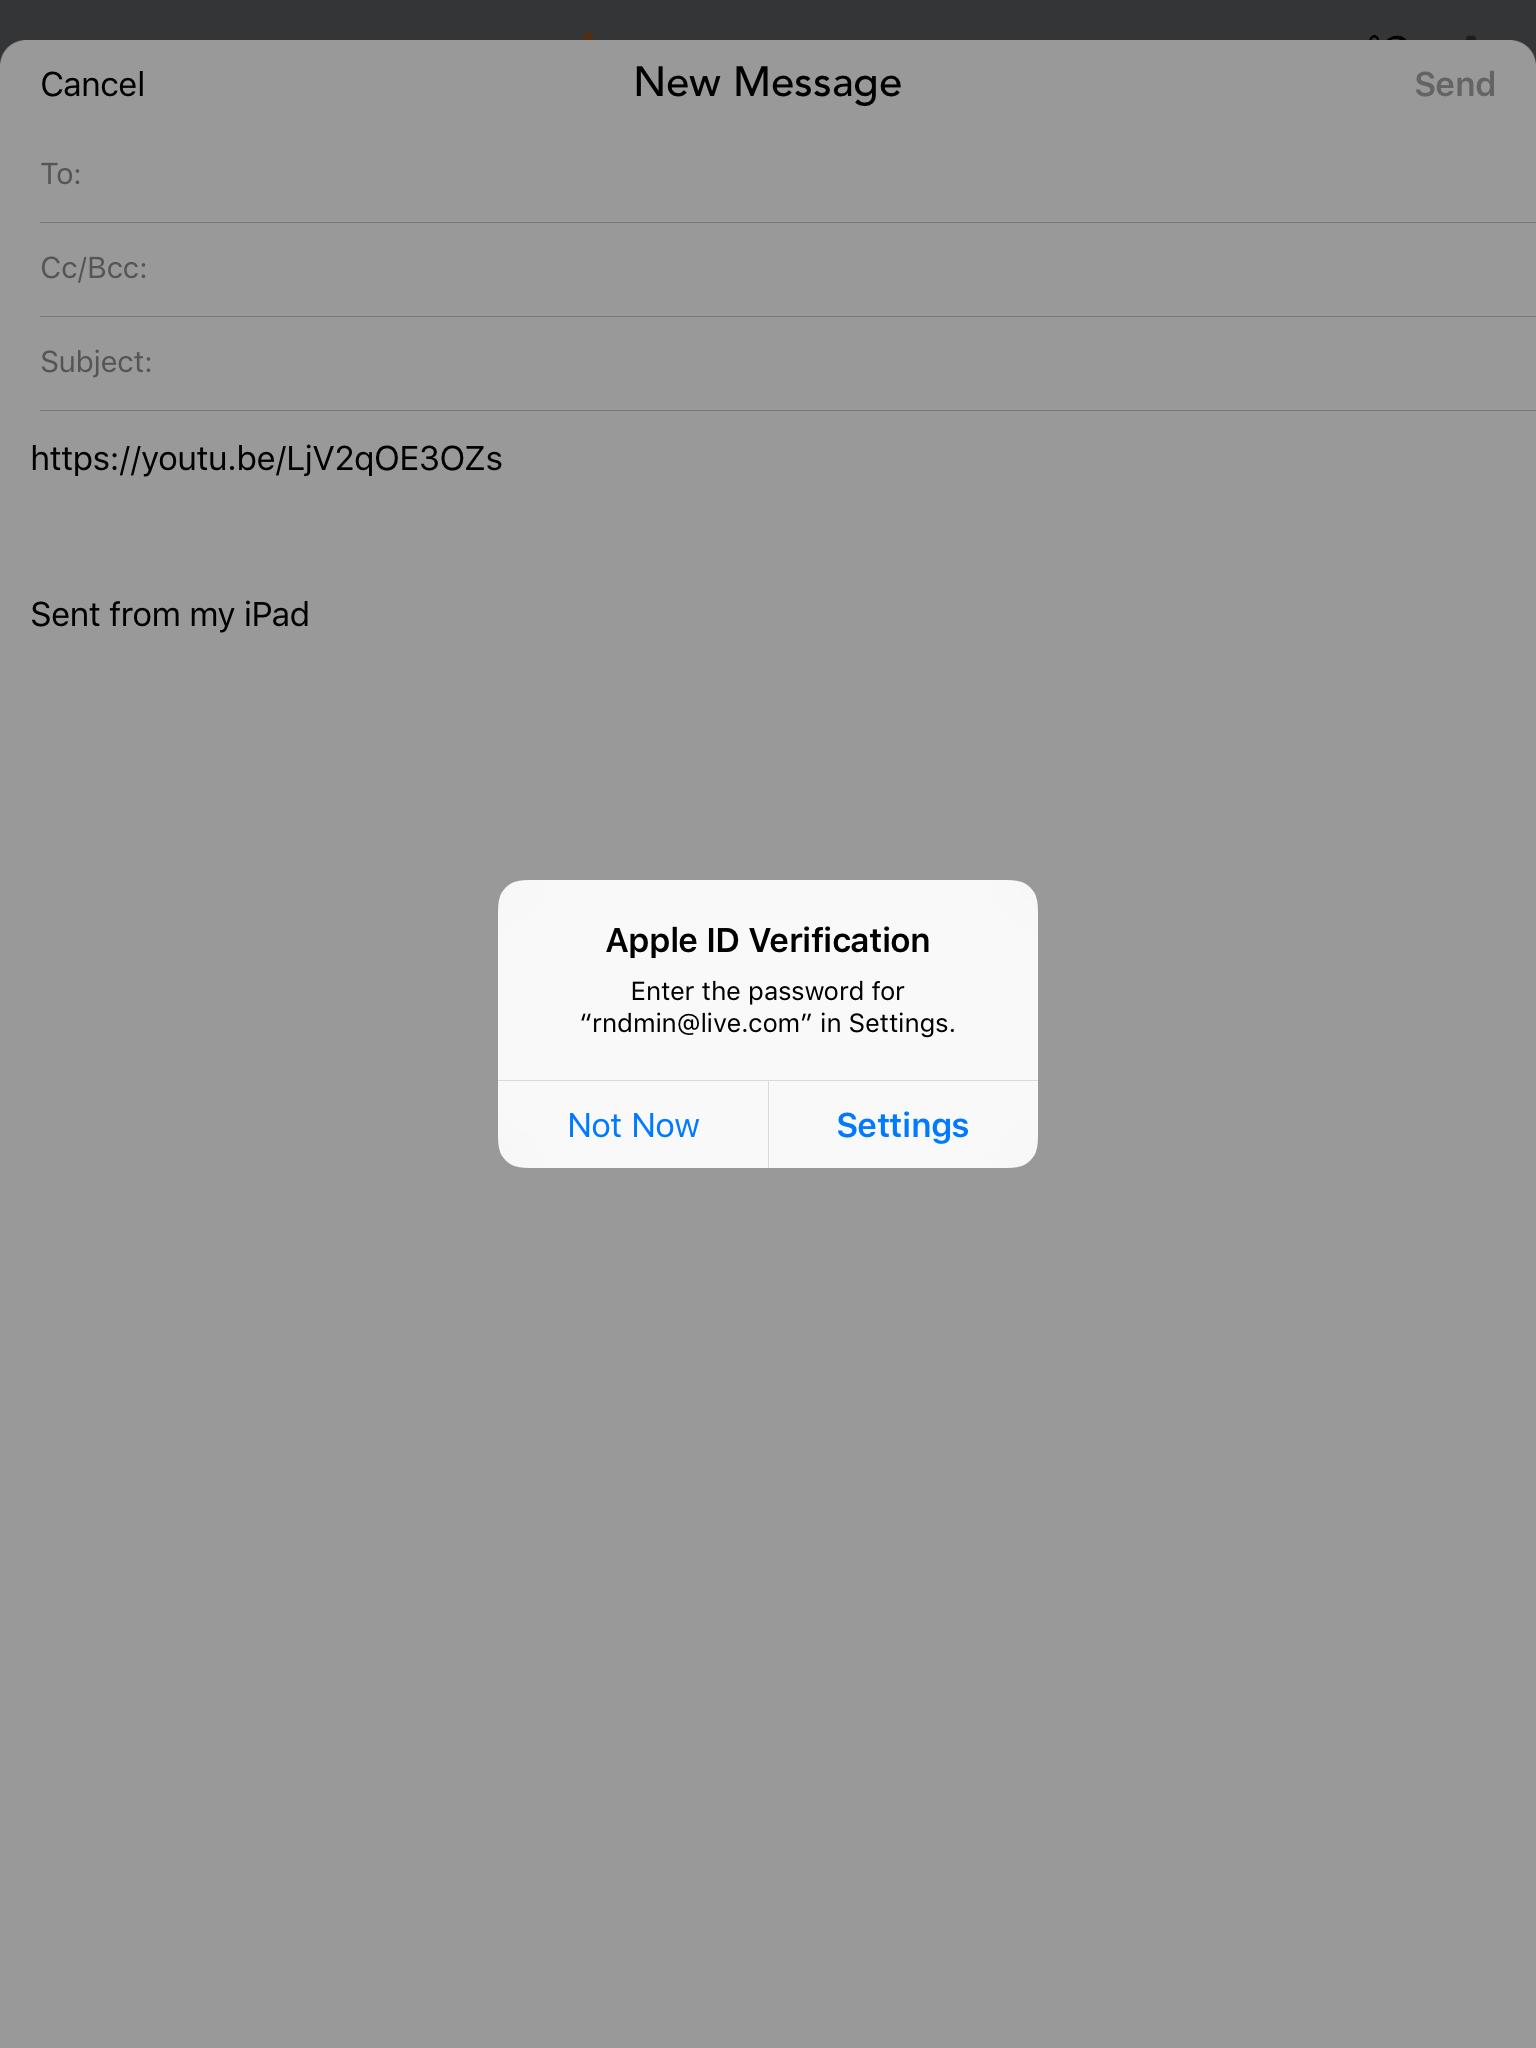 Cancel New Message Send
To:
Cc/Bcc:
Subject:
https://youtu.be/LjV2qOE3OZs
Sent from my iPad
Apple ID Verification
Enter the password for
“rndmin@live.com” in Settings.
Not Now Settings